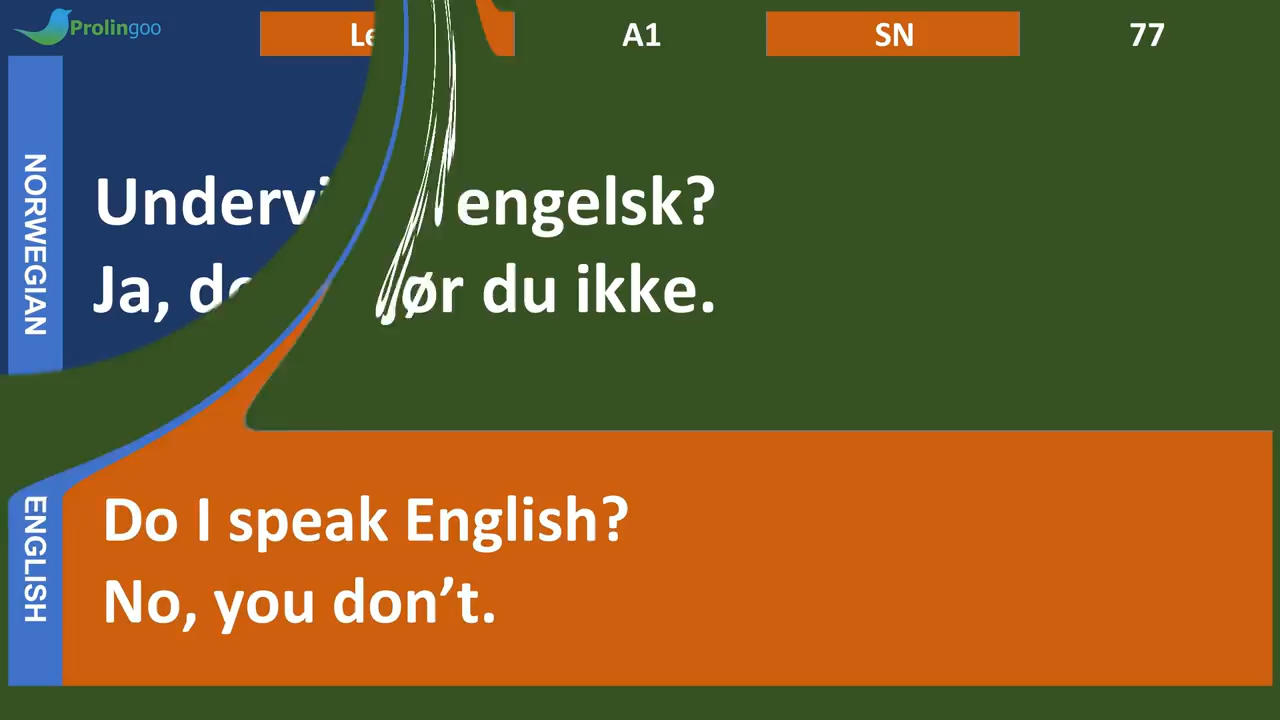 Prolingoo
A1
SN
77
NORWEGIAN
engelsk?
Ja, du ikke.
ENGLISH
Do I speak English?
No, you don’t.